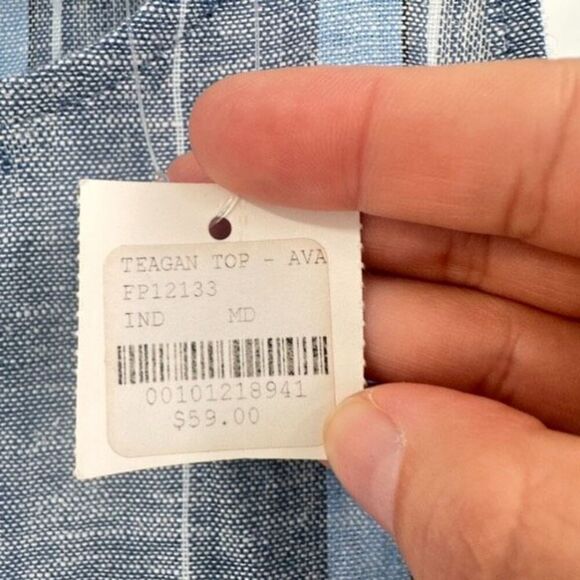 TEAGAN TOP - AVA
FP12133
IND MD
00101218941
$59.00